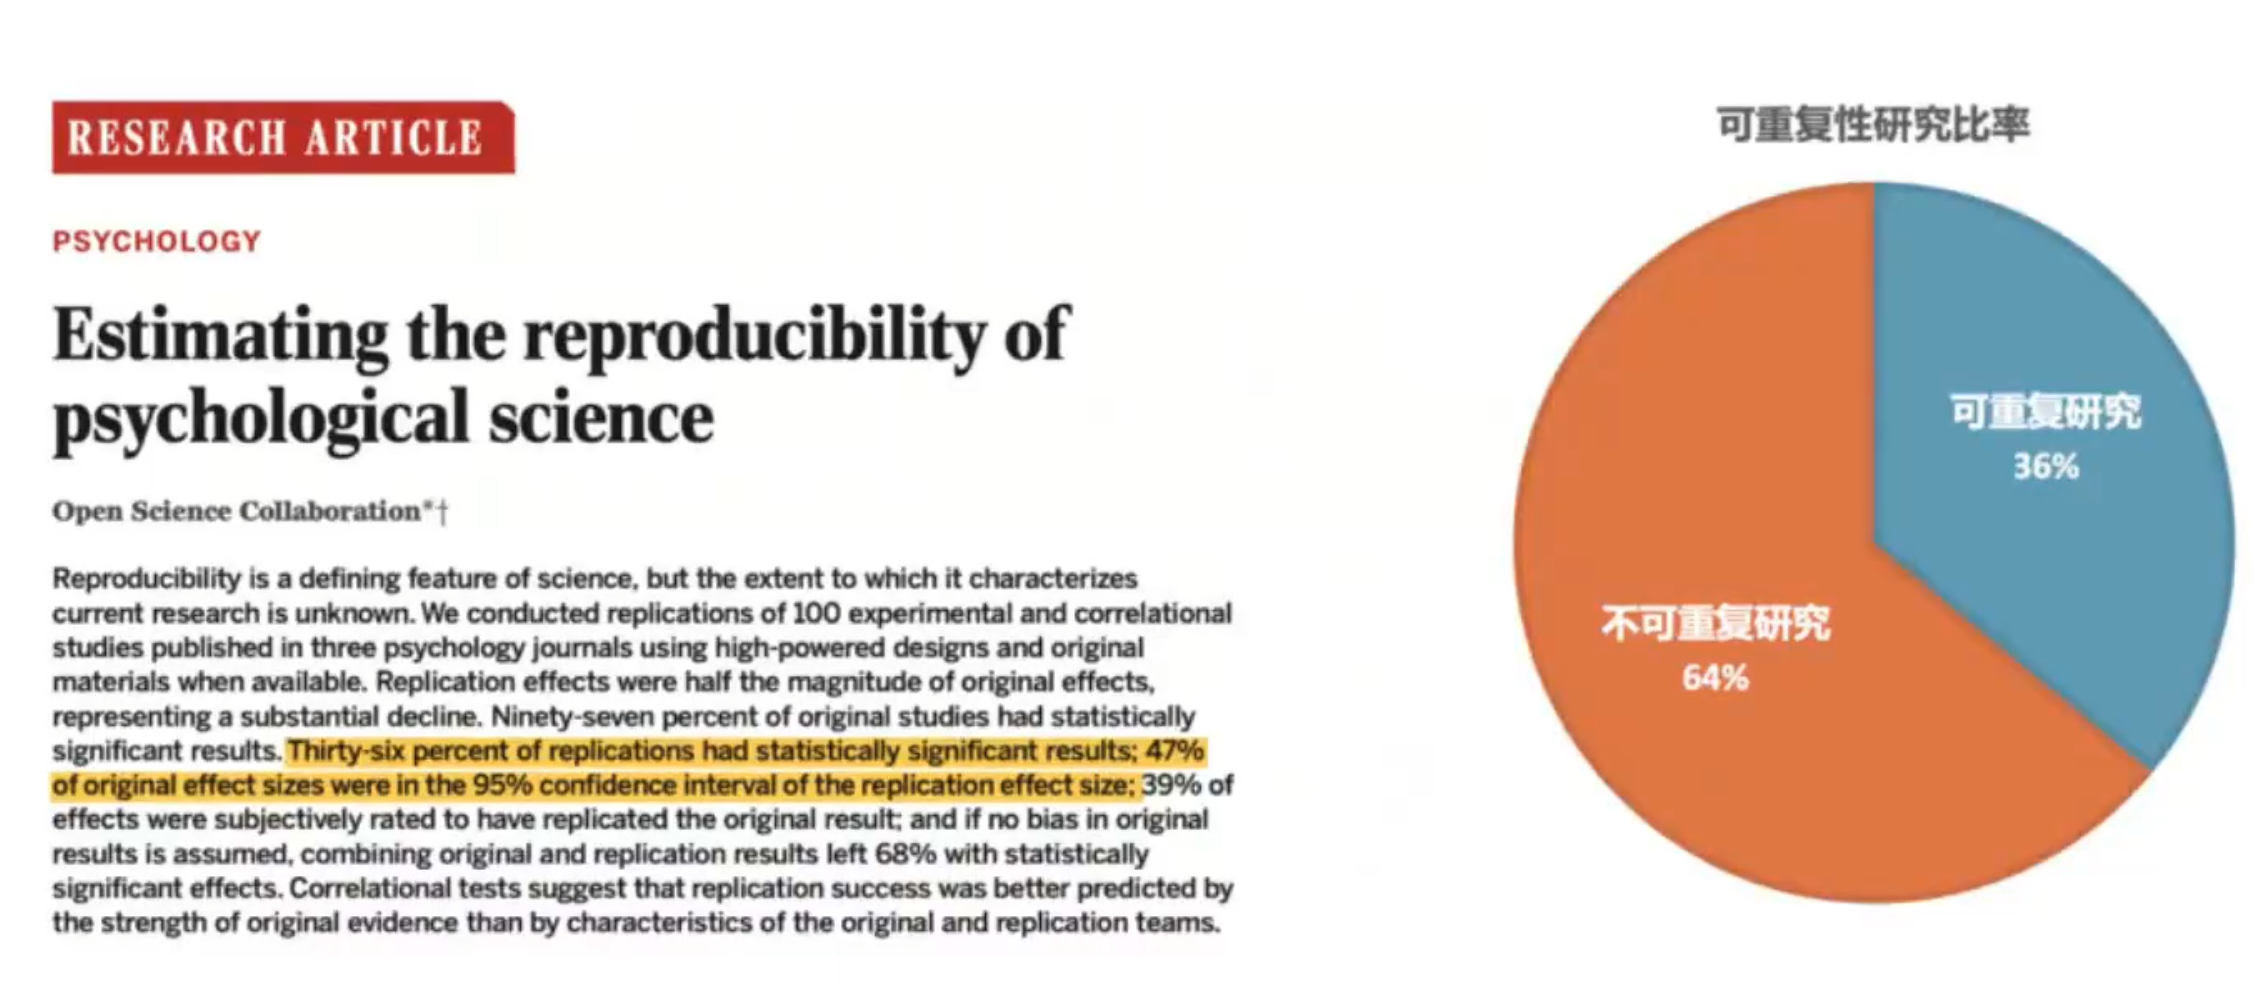 RESEARCH ARTICLE
PSYCHOLOGY
Estimating the reproducibility of
psychological science
Open Science Collaboration*†
Reproducibility is a defining feature of science, but the extent to which it characterizes
current research is unknown. We conducted replications of 100 experimental and correlational
studies published in three psychology journals using high-powered designs and original
materials when available. Replication effects were half the magnitude of original effects,
representing a substantial decline. Ninety-seven percent of original studies had statistically
significant results. Thirty-six percent of replications had statistically significant results; 47%
of original effect sizes were in the 95% confidence interval of the replication effect size; 39% of
effects were subjectively rated to have replicated the original result; and if no bias in original
results is assumed, combining original and replication results left 68% with statistically
significant effects. Correlational tests suggest that replication success was better predicted by
the strength of original evidence than by characteristics of the original and replication teams.
可重复性研究比率
可重复研究
36%
不可重复研究
64%